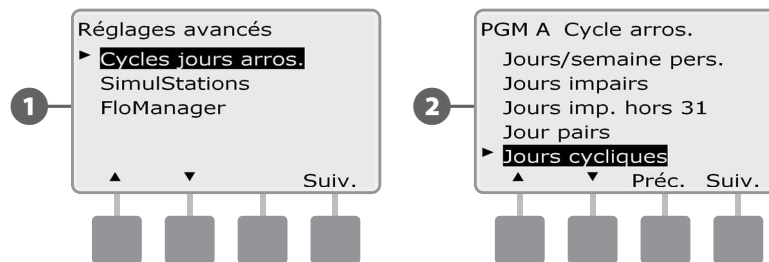 Réglages avancés
► Cycles jours arros.
SimulStations
FloManager
▲ ▼ Suiv.
1
PGM A Cycle arros.
Jours/semaine pers.
Jours impairs
Jours imp. hors 31
Jour pairs
► Jours cycliques
▲ ▼ Préc. Suiv.
2